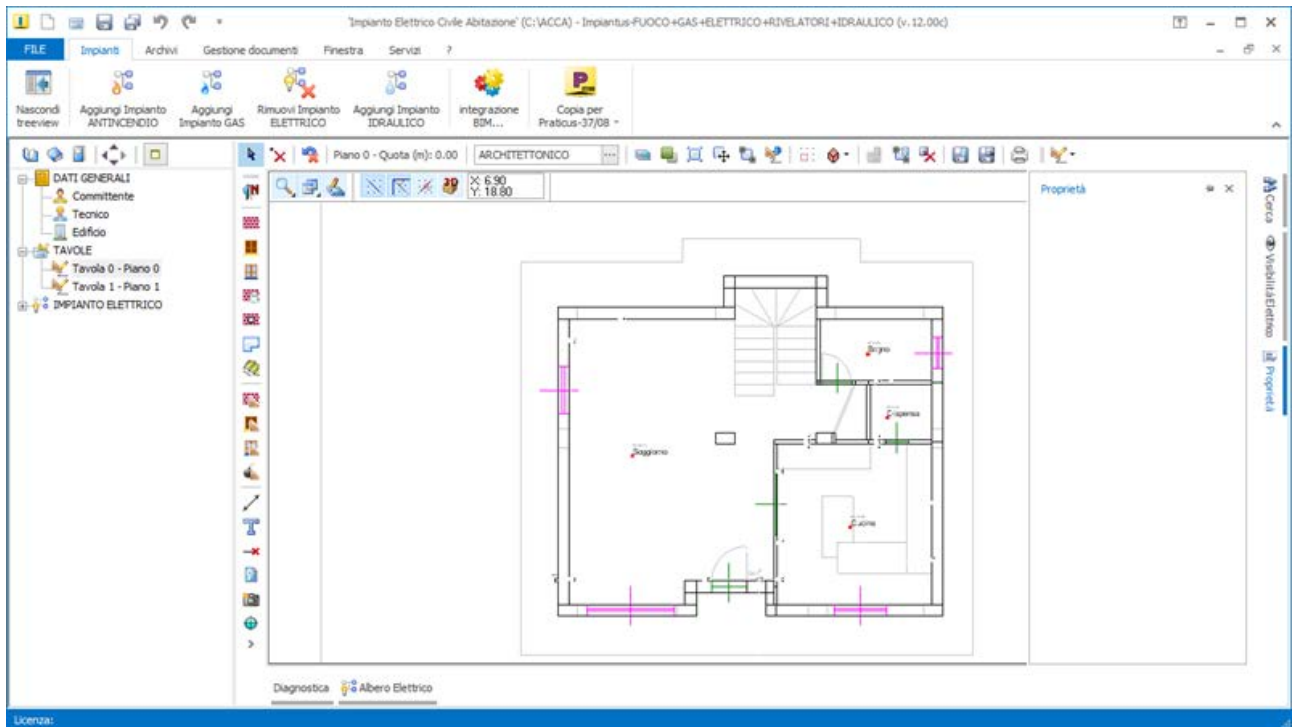 'Impianto Elettrico Civile Abitazione' (C:\ACCA) - Impiantus-FUOCO+GAS+ELETTRICO+RIVELATORI+IDRAULICO (v.12.00c)
FILE Impianti Archivi Gestione documenti Finestra Servizi ?
Nascondi treeview
Aggiungi Impianto ANTINCENDIO
Aggiungi Impianto GAS
Rimuovi Impianto ELETTRICO
Aggiungi Impianto IDRAULICO
integrazione BIM...
Copia per Praticus-37/08
Piano 0 - Quota (m): 0.00 ARCHITETTONICO ...
X: 6.90
Y: 18.80
DATI GENERALI
Committente
Tecnico
Edificio
TAVOLE
Tavola 0 - Piano 0
Tavola 1 - Piano 1
IMPIANTO ELETTRICO
Bagno
Dispensa
Soggiorno
Cucina
Proprietà
Cerca
Visibilità Elettrico
Proprietà
Diagnostica Albero Elettrico
Licenza: